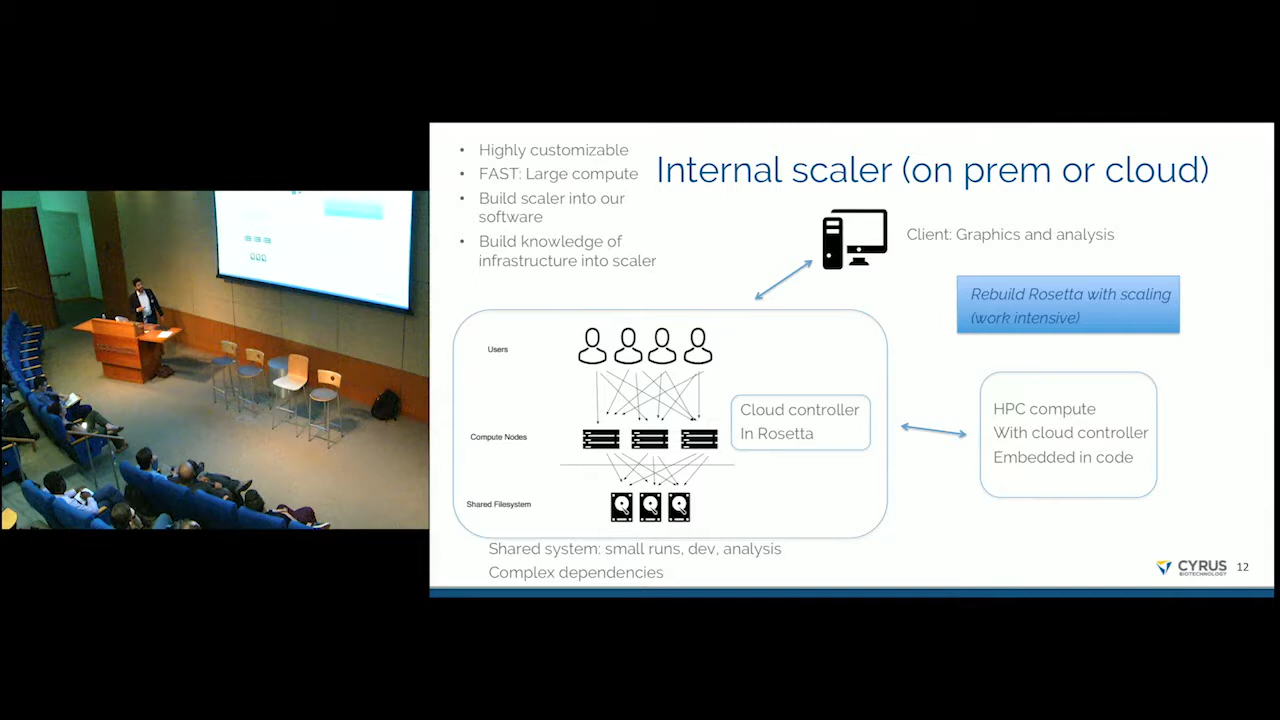 • Highly customizable
• FAST: Large compute
• Build scaler into our
software
• Build knowledge of
infrastructure into scaler
Internal scaler (on prem or cloud)
Client: Graphics and analysis
Rebuild Rosetta with scaling
(work intensive)
Users
Compute Nodes
Shared Filesystem
Cloud controller
In Rosetta
HPC compute
With cloud controller
Embedded in code
Shared system: small runs, dev, analysis
Complex dependencies
CYRUS
BIOTECHNOLOGY
12